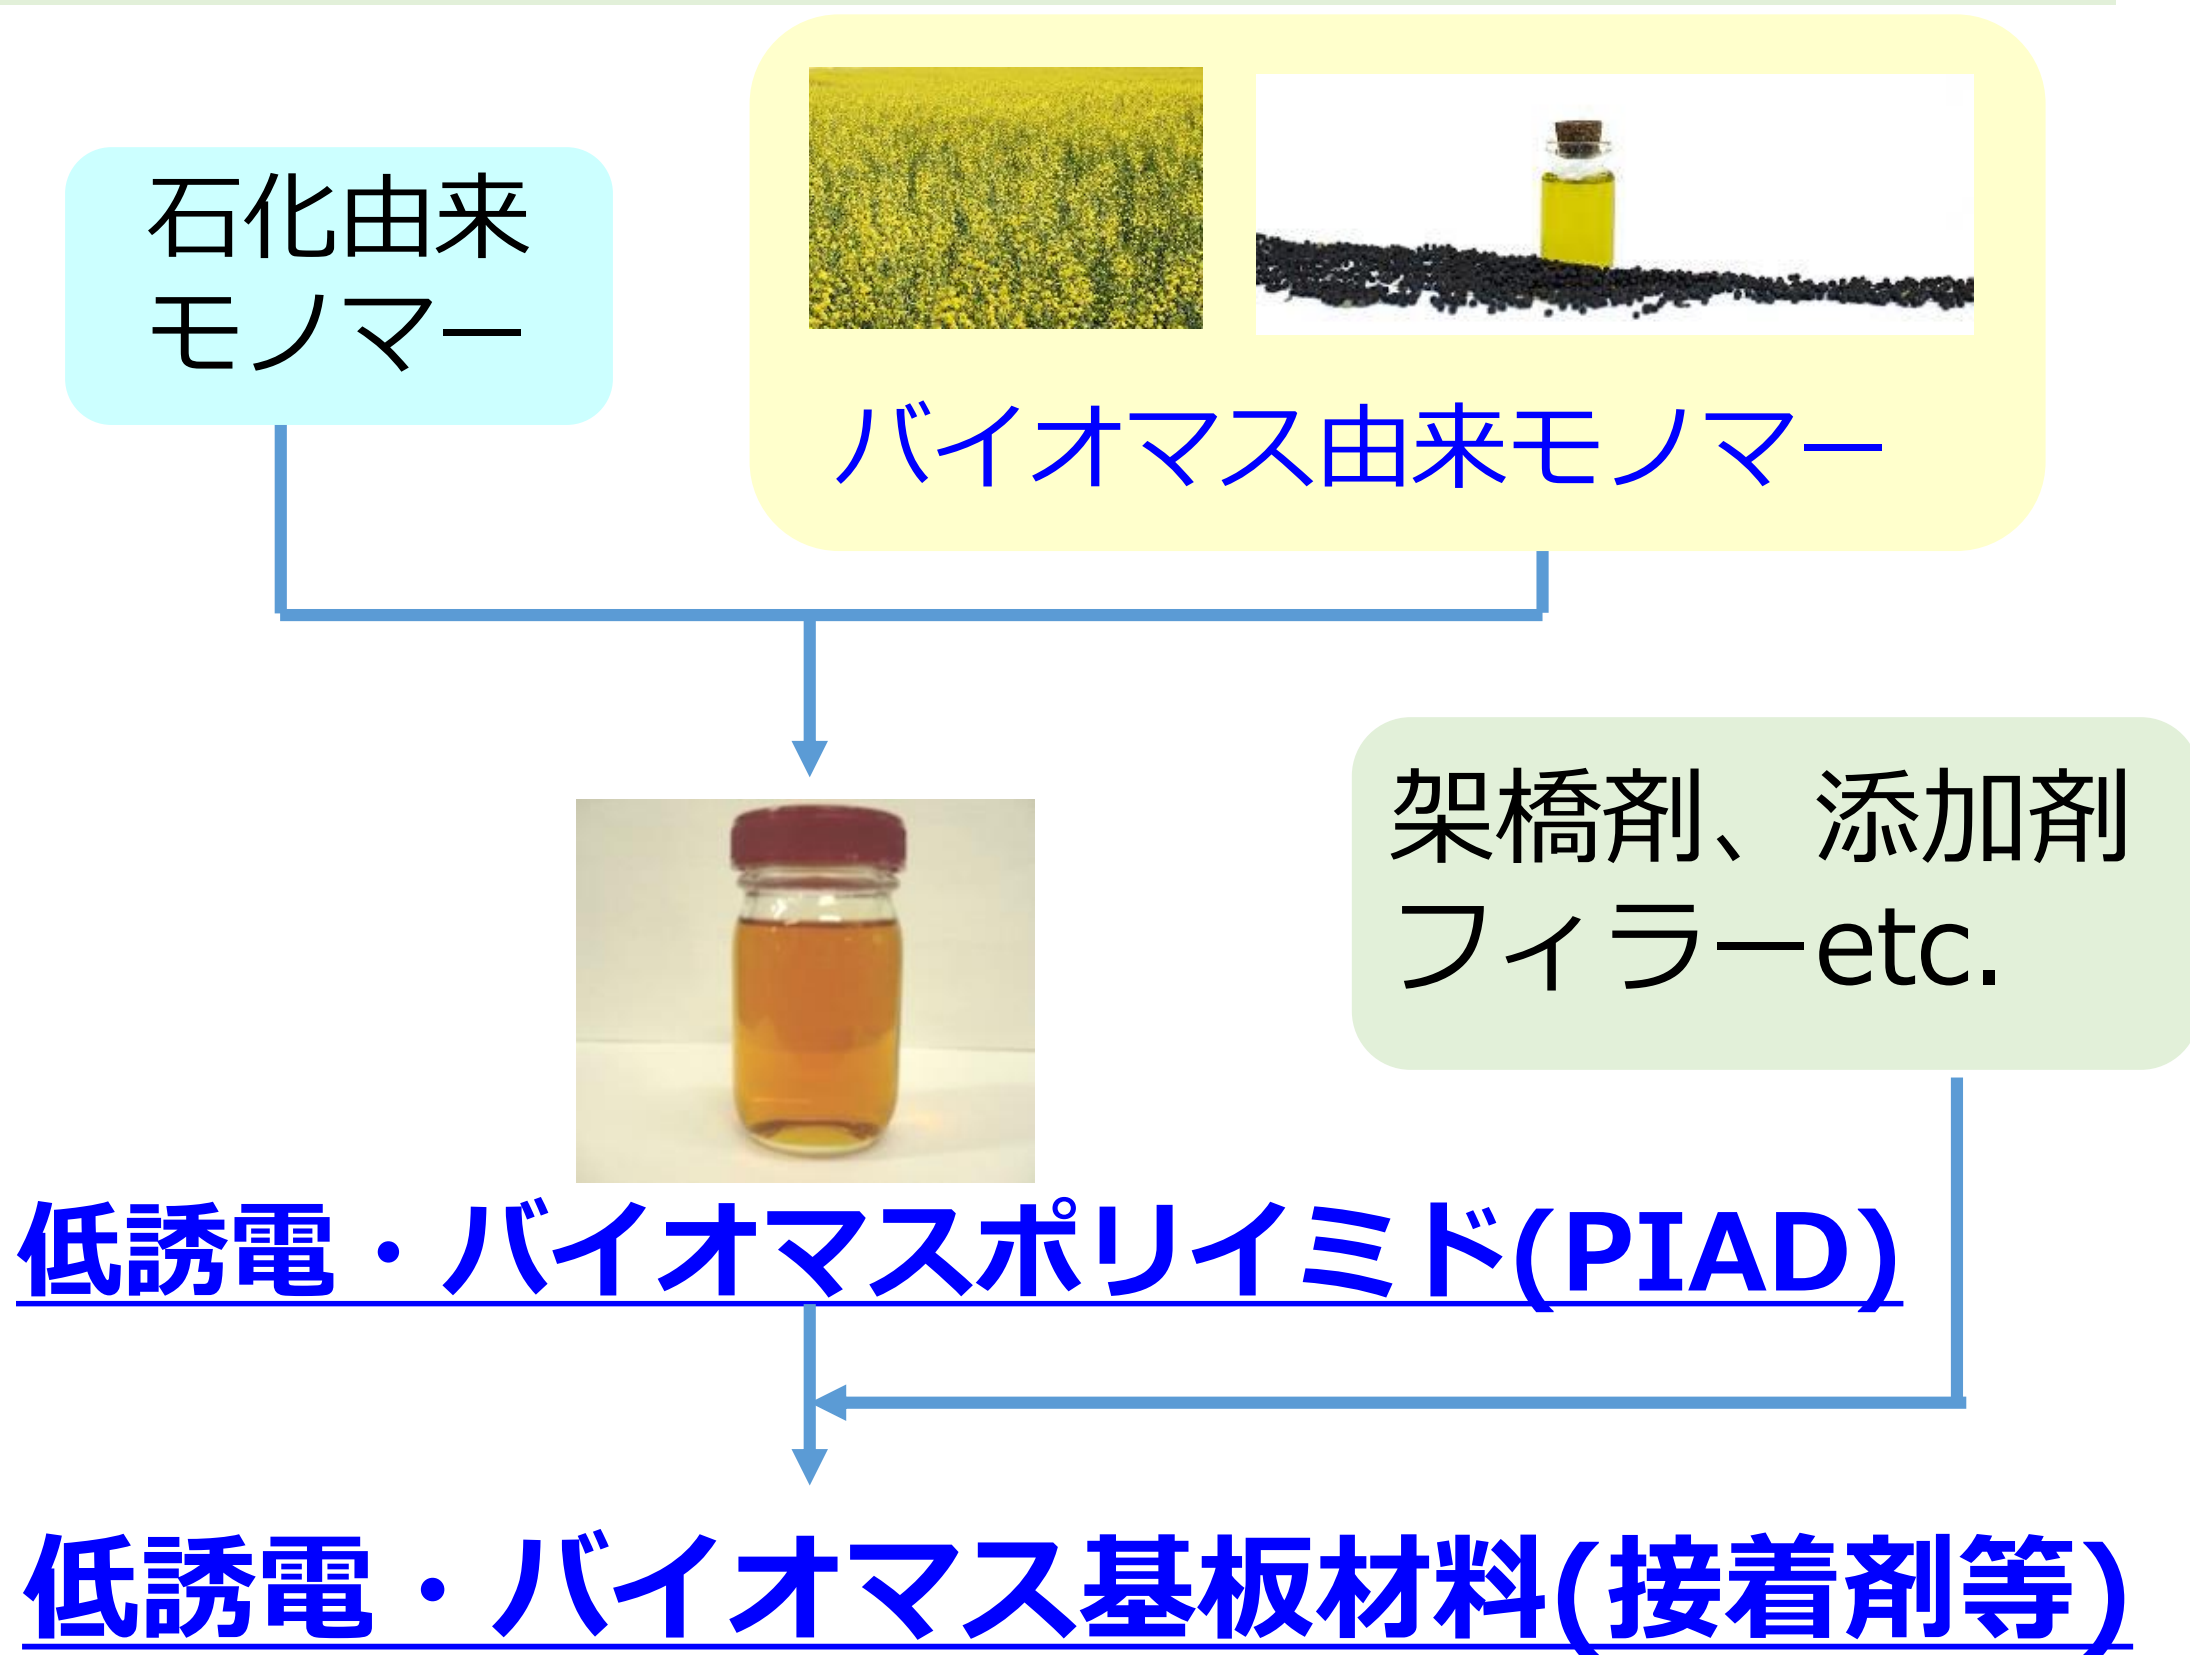 石化由来
モノマー
バイオマス由来モノマー
架橋剤、添加剤
フィラーetc.
低誘電・バイオマスポリイミド(PIAD)
低誘電・バイオマス基板材料(接着剤等)